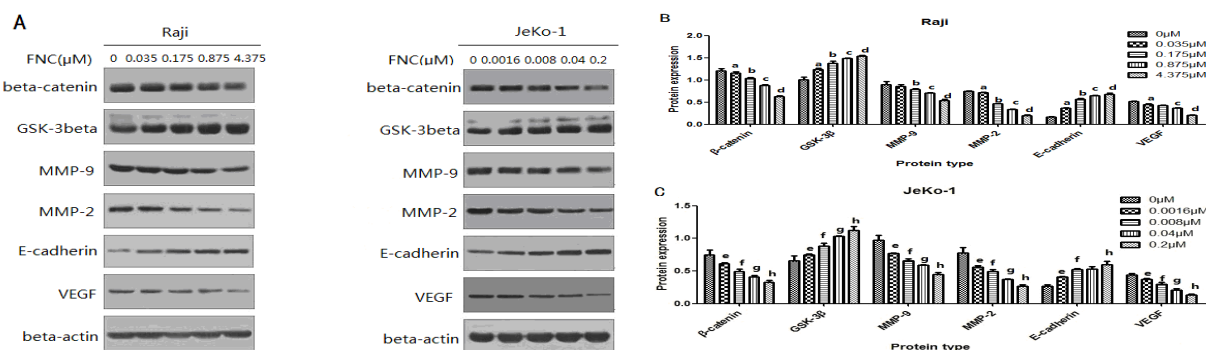 A
Raji
FNC(μM) 0 0.035 0.175 0.875 4.375
beta-catenin
GSK-3beta
MMP-9
MMP-2
E-cadherin
VEGF
beta-actin
JeKo-1
FNC(μM) 0 0.0016 0.008 0.04 0.2
beta-catenin
GSK-3beta
MMP-9
MMP-2
E-cadherin
VEGF
beta-actin
B
Raji
Protein expression
2.0
1.5
1.0
0.5
0.0
a b c d
a b c d
b c d
a b c d
a b c d
a c d
0μM
0.035μM
0.175μM
0.875μM
4.375μM
β-catenin GSK-3β MMP-9 MMP-2 E-cadherin VEGF
Protein type
C
JeKo-1
Protein expression
1.5
1.0
0.5
0.0
e f g h
e f g h
e f g h
e f g h
e f g h
e f g h
0μM
0.0016μM
0.008μM
0.04μM
0.2μM
β-catenin GSK-3β MMP-9 MMP-2 E-cadherin VEGF
Protein type